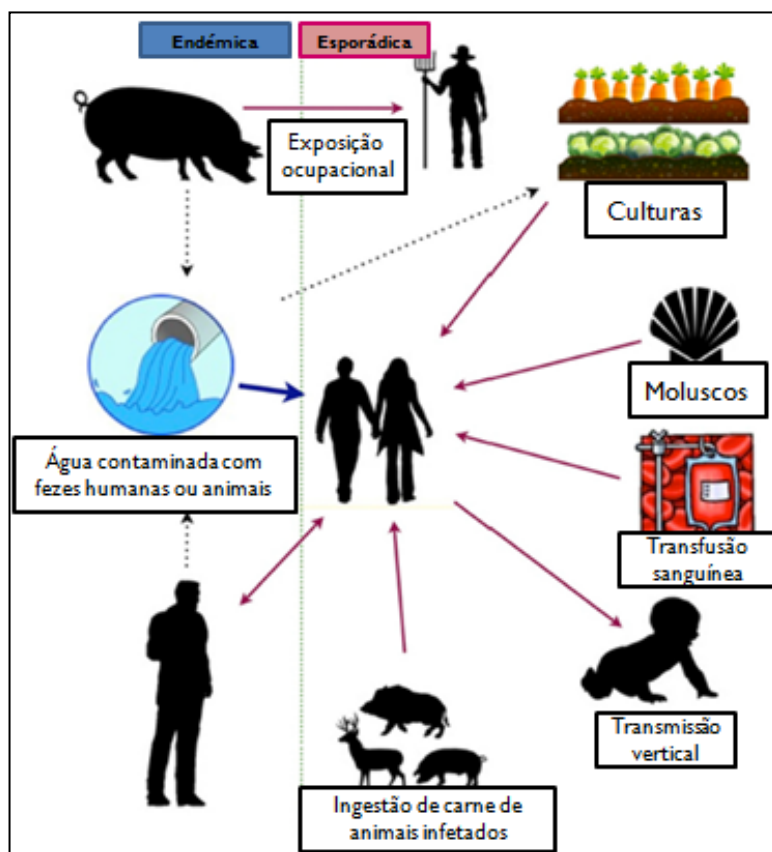 Endémica
Esporádica
Exposição
ocupacional
Culturas
Moluscos
Água contaminada com
fezes humanas ou animais
Transfusão
sanguínea
Transmissão
vertical
Ingestão de carne de
animais infetados